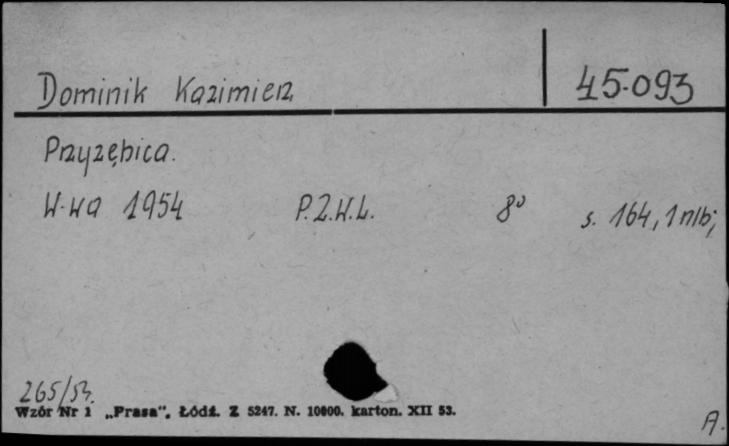 Dominik Kazimierz 45.093
Przyzębica.
W-wa 1954 P.Z.W.L. 8° s. 164, 1 nlb;
265/54.
Wzór Nr 1 „Prasa”, Łódź. Z 5247. N. 10000. karton. XII 53.
A.